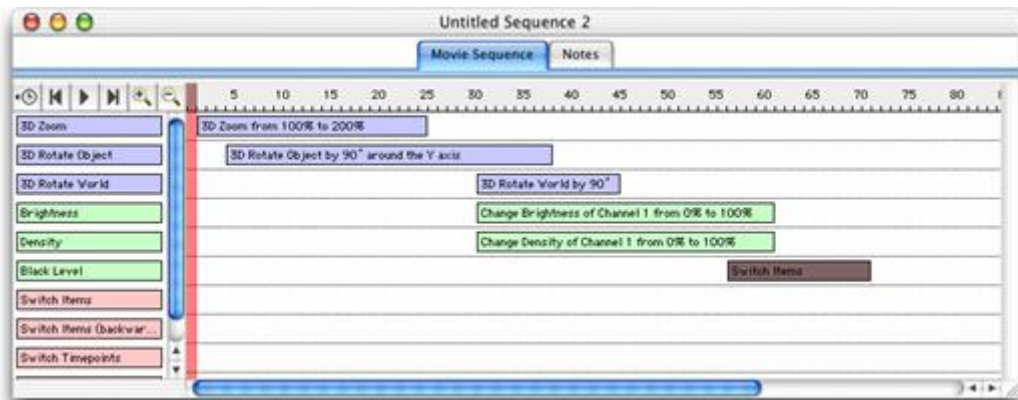 Untitled Sequence 2
Movie Sequence Notes
5 10 15 20 25 30 35 40 45 50 55 60 65 70 75 80
3D Zoom 3D Zoom from 100% to 200%
3D Rotate Object 3D Rotate Object by 90° around the Y axis
3D Rotate World 3D Rotate World by 90°
Brightness Change Brightness of Channel 1 from 0% to 100%
Density Change Density of Channel 1 from 0% to 100%
Black Level Switch Items
Switch Items
Switch Items (backwar...
Switch Timepoints